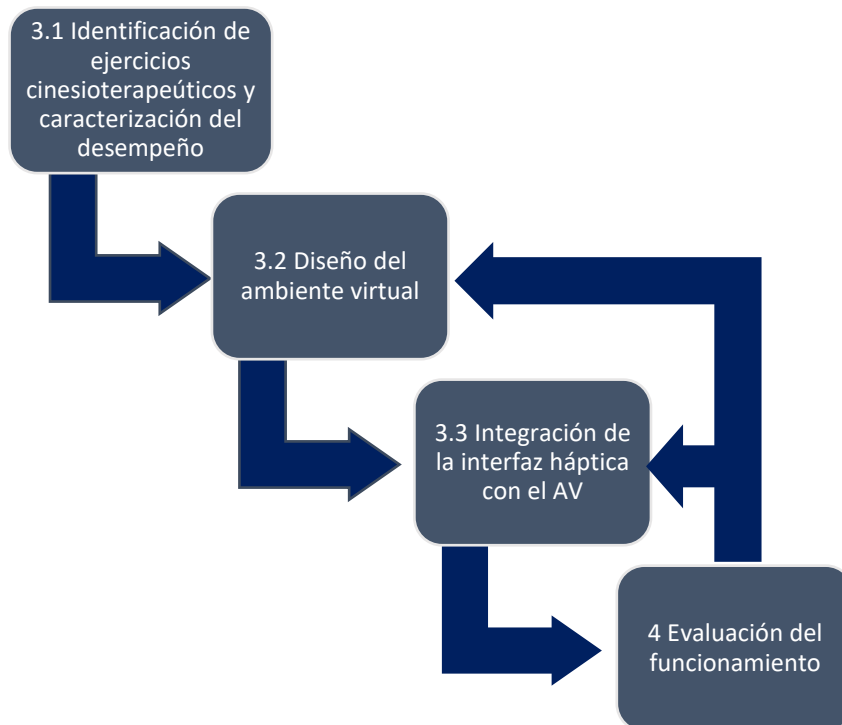 3.1 Identificación de
ejercicios
cinesioterapeúticos y
caracterización del
desempeño
3.2 Diseño del
ambiente virtual
3.3 Integración de
la interfaz háptica
con el AV
4 Evaluación del
funcionamiento